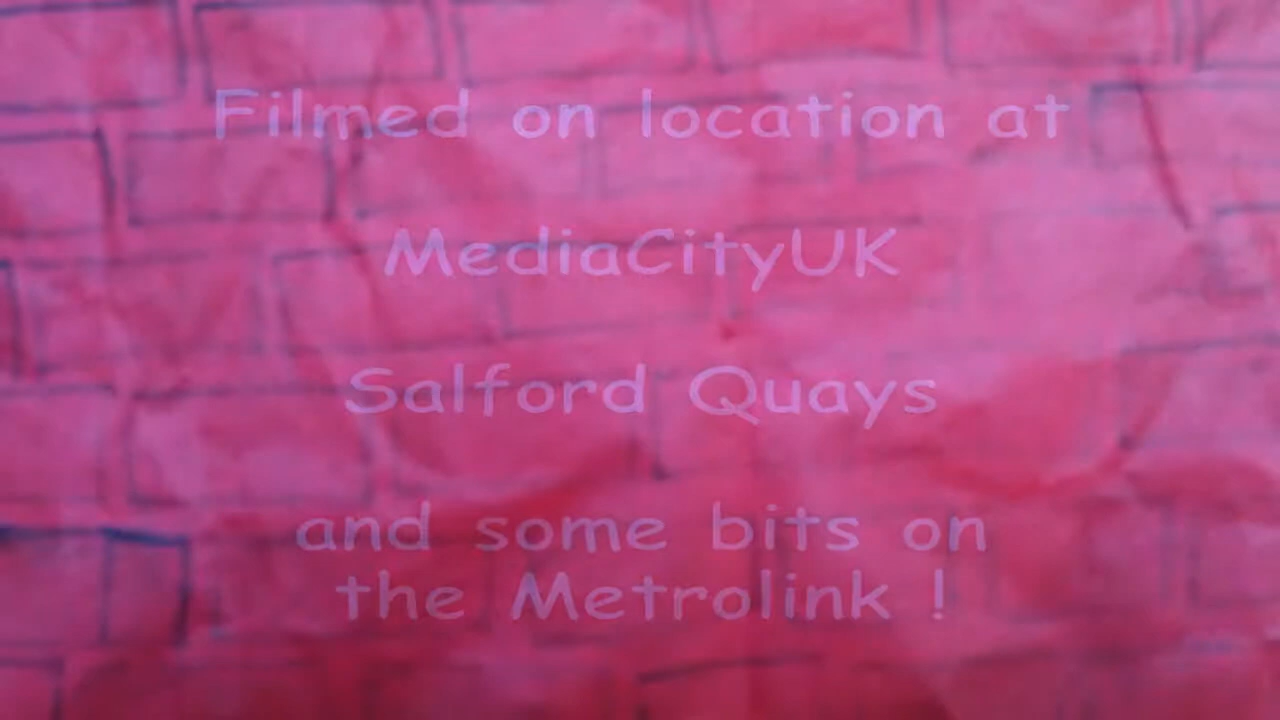 Filmed on location at
MediaCityUK
Salford Quays
and some bits on
the Metrolink !